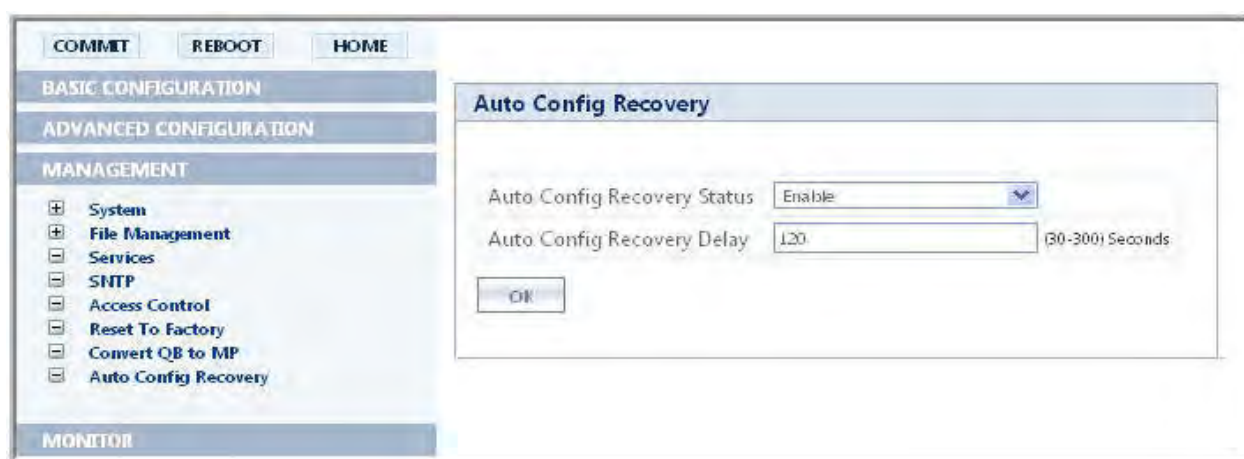 COMMIT REBOOT HOME
BASIC CONFIGURATION
ADVANCED CONFIGURATION
MANAGEMENT
System
File Management
Services
SNTP
Access Control
Reset To Factory
Convert QB to MP
Auto Config Recovery
MONITOR
Auto Config Recovery
Auto Config Recovery Status Enable
Auto Config Recovery Delay 120 (30-300) Seconds
OK